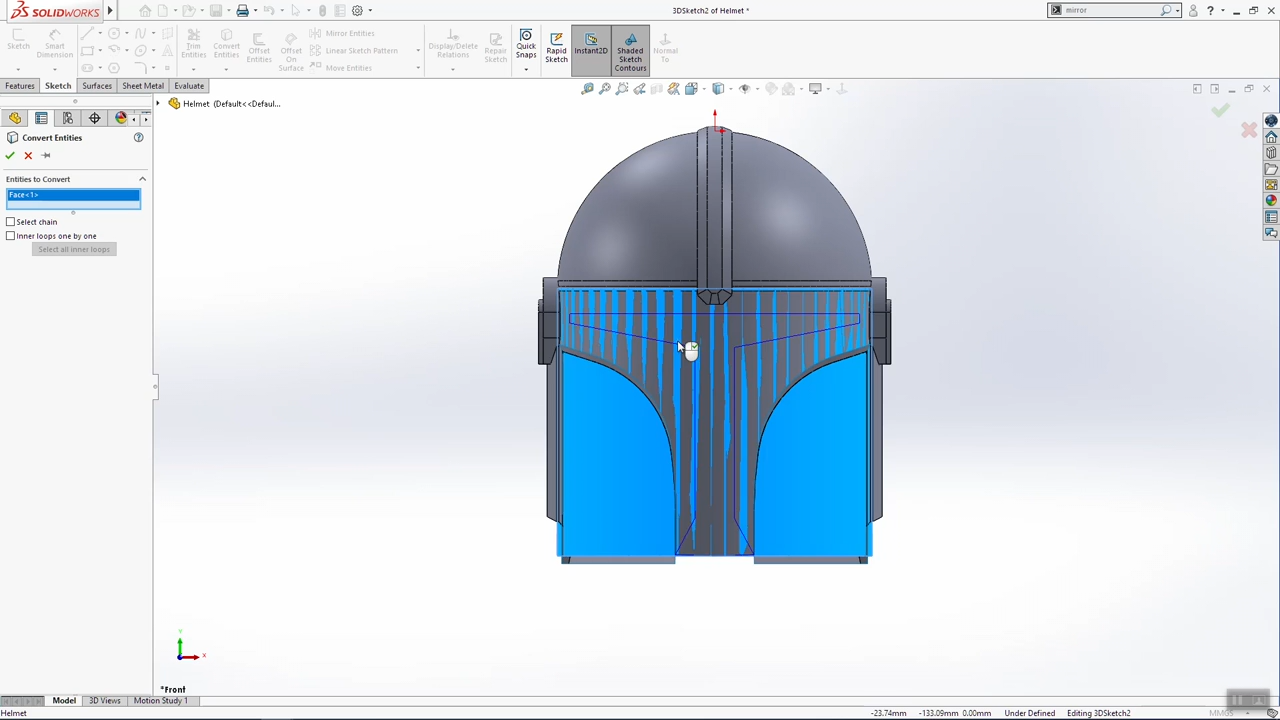 SOLIDWORKS
3DSketch2 of Helmet *
mirror
Sketch
Smart Dimension
Trim Entities
Convert Entities
Offset Entities
Offset On Surface
Mirror Entities
Linear Sketch Pattern
Move Entities
Display/Delete Relations
Repair Sketch
Quick Snaps
Rapid Sketch
Instant2D
Shaded Sketch Contours
Normal To
Features
Sketch
Surfaces
Sheet Metal
Evaluate
Helmet (Default<<Defaul...
Convert Entities
Entities to Convert
Face<1>
Select chain
Inner loops one by one
Select all inner loops
Y
X
*Front
Model
3D Views
Motion Study 1
Helmet
-23.74mm
-133.09mm
0.00mm
Under Defined
Editing 3DSketch2
MMGS